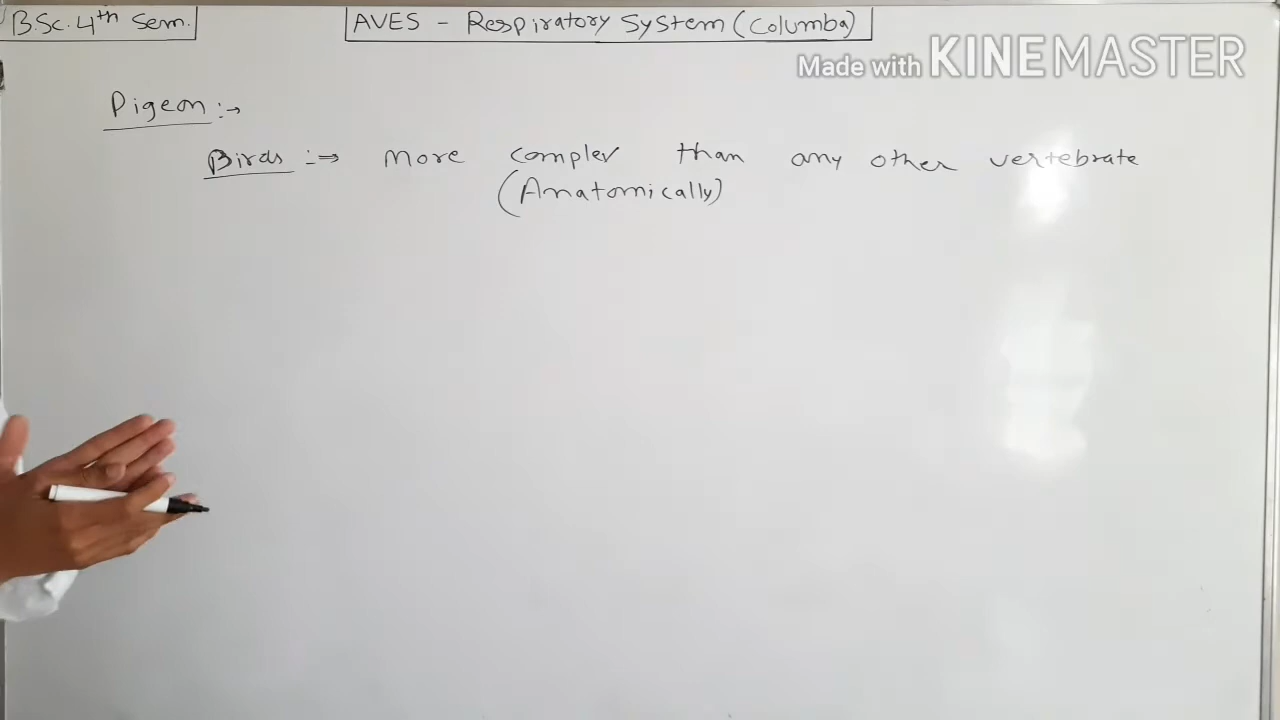 B.Sc. 4th Sem.
AVES - Respiratory System (Columba)
Made with KINEMASTER
Pigeon :→
Birds :⇒ More complex than any other vertebrate
(Anatomically)